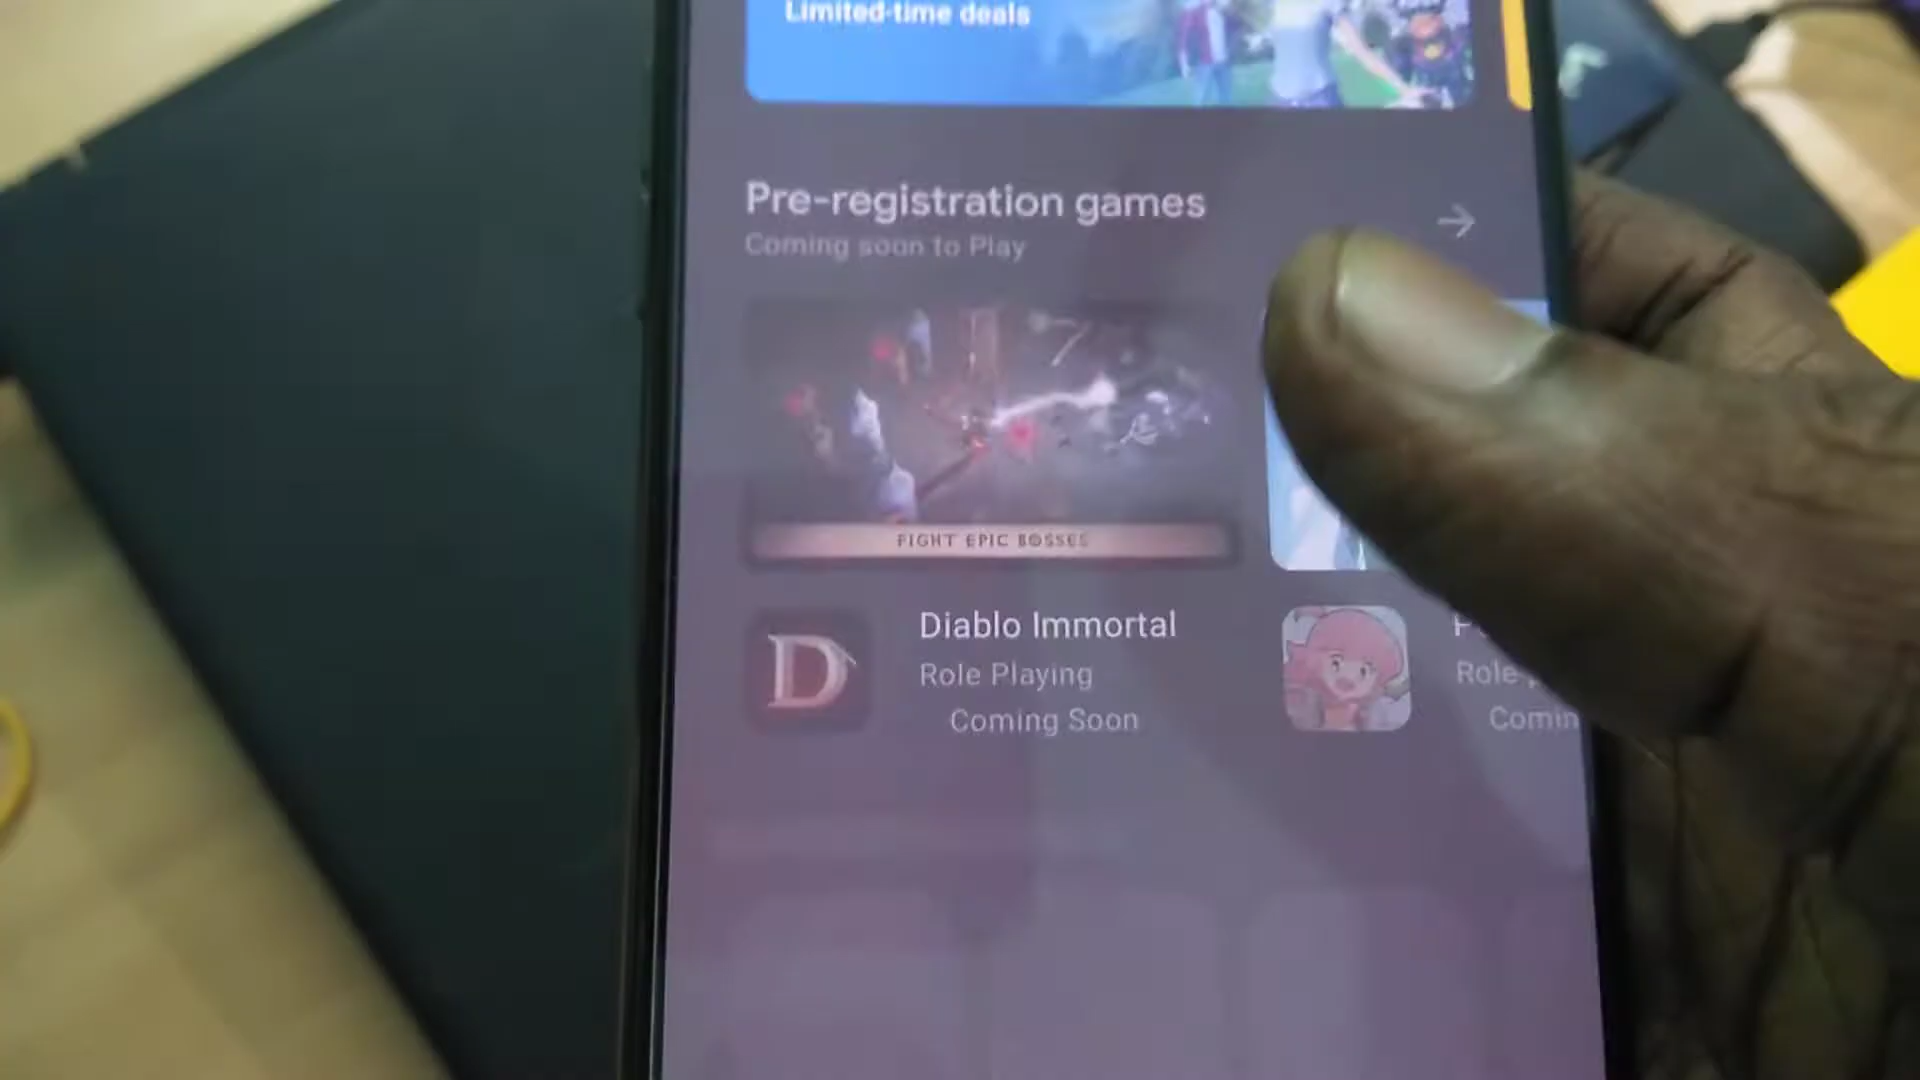 Limited-time deals
Pre-registration games
Coming soon to Play
FIGHT EPIC BOSSES
D
Diablo Immortal
Role Playing
Coming Soon
Role
Comin